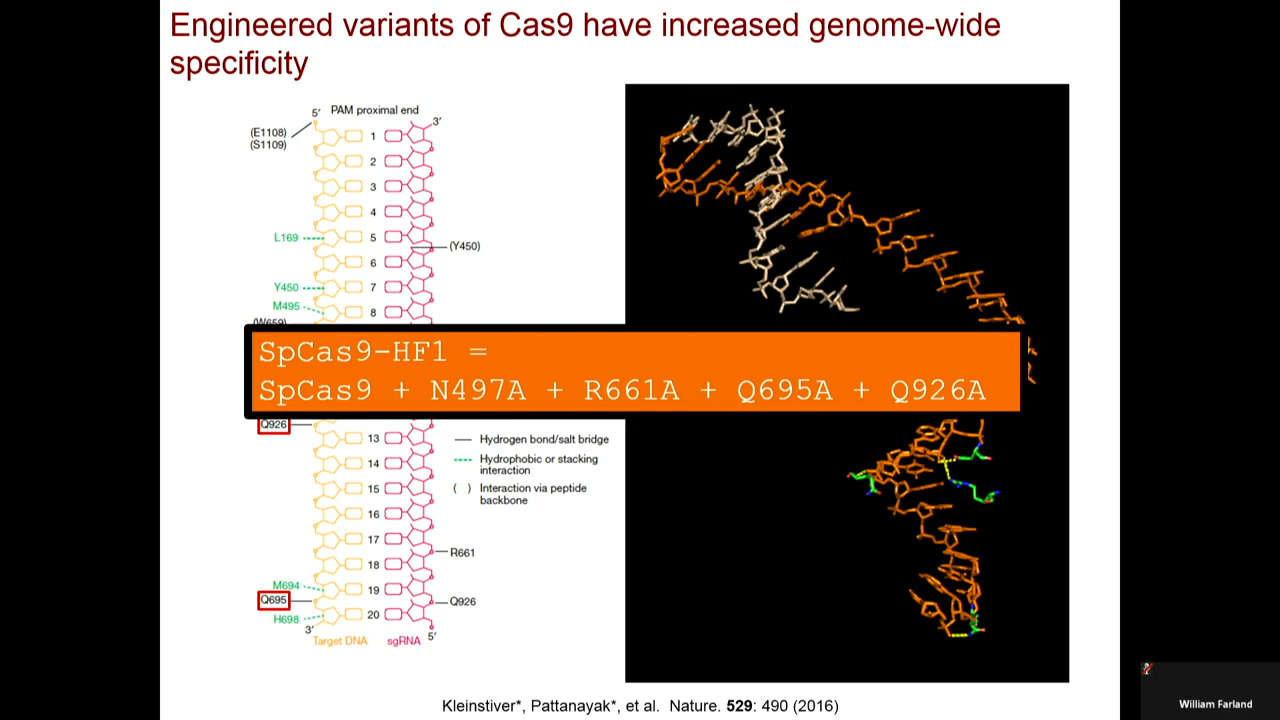 Engineered variants of Cas9 have increased genome-wide
specificity
5′ PAM proximal end
3′
(E1108)
(S1109)
1
2
3
4
L169 5
(Y450)
6
Y450 7
M495 8
(W659)
SpCas9-HF1 =
SpCas9 + N497A + R661A + Q695A + Q926A
Q926
13
14
15
16
17
R661
18
M694 19
Q695
Q926
H698 20
3′
5′
Target DNA sgRNA
Hydrogen bond/salt bridge
Hydrophobic or stacking
interaction
( ) Interaction via peptide
backbone
Kleinstiver*, Pattanayak*, et al. Nature. 529: 490 (2016)
William Farland